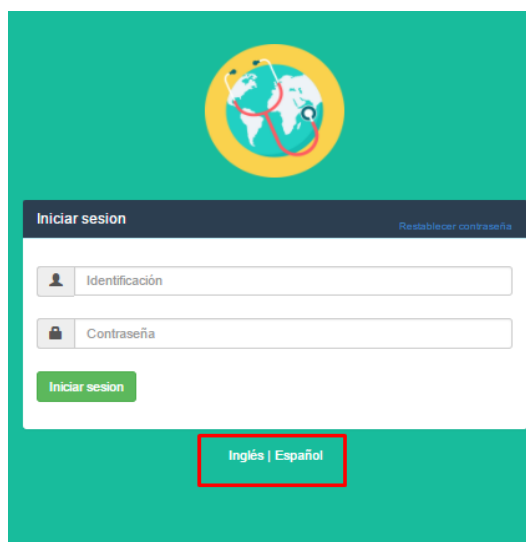 Iniciar sesion
Restablecer contraseña
Identificación
Contraseña
Iniciar sesion
Inglés | Español